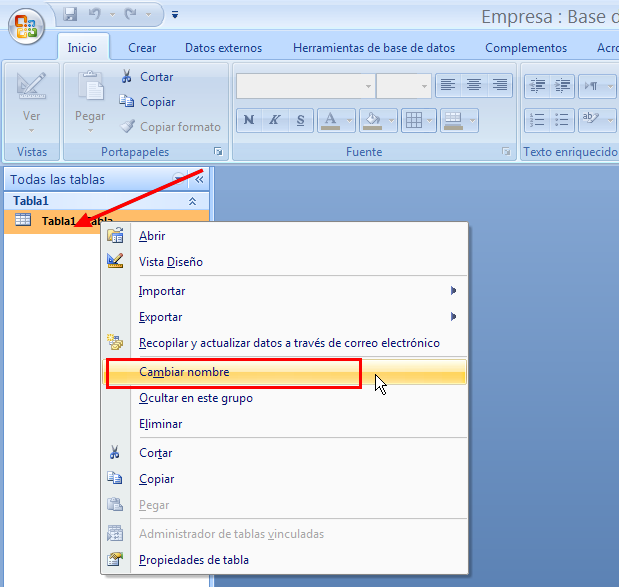 Empresa : Base d
Inicio Crear Datos externos Herramientas de base de datos Complementos Acro
Ver
Vistas
Pegar
Cortar
Copiar
Copiar formato
Portapapeles
N K S A
Fuente
ab
Texto enriquecido
Todas las tablas
Tabla1
Tabla1
Abrir
Vista Diseño
Importar
Exportar
Recopilar y actualizar datos a través de correo electrónico
Cambiar nombre
Ocultar en este grupo
Eliminar
Cortar
Copiar
Pegar
Administrador de tablas vinculadas
Propiedades de tabla